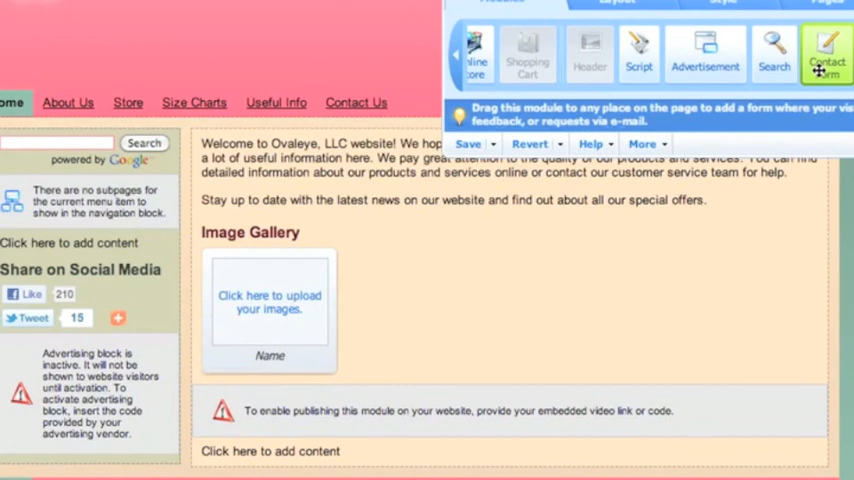 Modules Layout Style Pages
Online Store
Shopping Cart
Header
Script
Advertisement
Search
Contact Form
Drag this module to any place on the page to add a form where your
feedback, or requests via e-mail.
Save Revert Help More
ome About Us Store Size Charts Useful Info Contact Us
Search
powered by Google
There are no subpages for
the current menu item to
show in the navigation block.
Click here to add content
Share on Social Media
Like 210
Tweet 15
Advertising block is
inactive. It will not be
shown to website visitors
until activation. To
activate advertising
block, insert the code
provided by your
advertising vendor.
Welcome to Ovaleye, LLC website! We hop
a lot of useful information here. We pay great attention to the quality of our products and services. You can find
detailed information about our products and services online or contact our customer service team for help.
Stay up to date with the latest news on our website and find out about all our special offers.
Image Gallery
Click here to upload
your images.
Name
To enable publishing this module on your website, provide your embedded video link or code.
Click here to add content